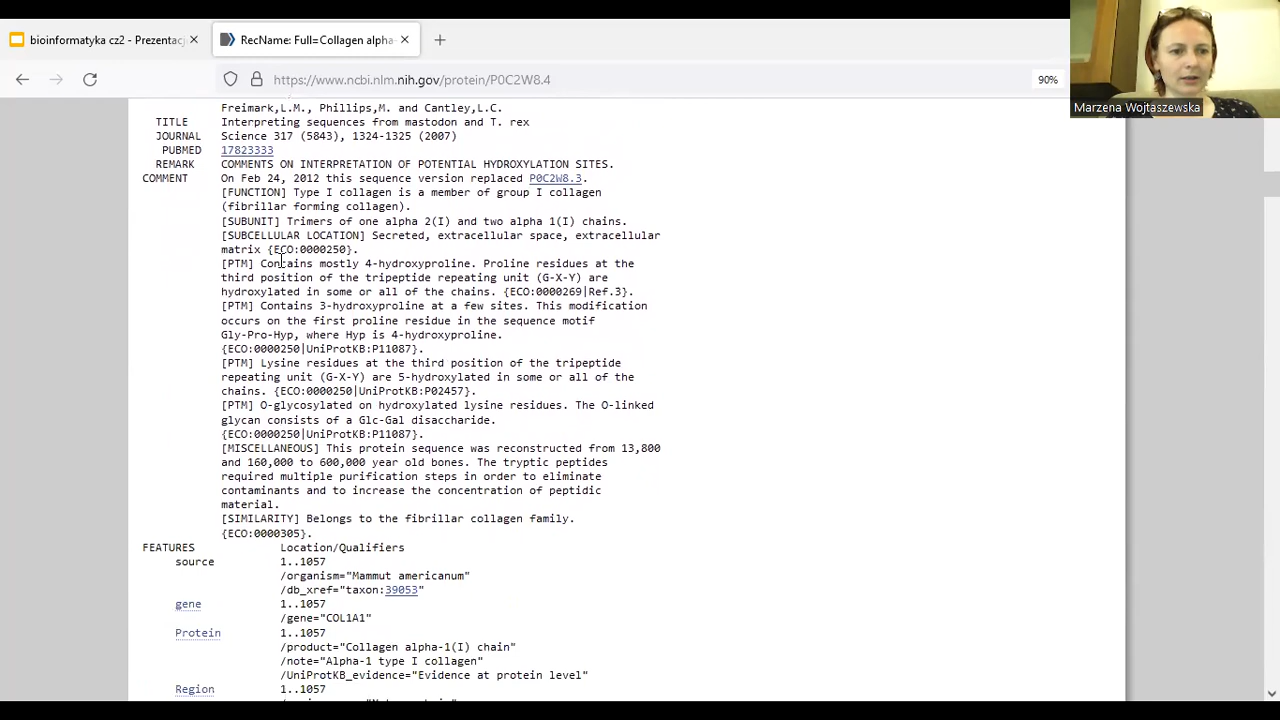 bioinformatyka cz2 - Prezentacj
RecName: Full=Collagen alpha-
https://www.ncbi.nlm.nih.gov/protein/P0C2W8.4
90%
Marzena Wojtaszewska
Freimark,L.M., Phillips,M. and Cantley,L.C.
TITLE Interpreting sequences from mastodon and T. rex
JOURNAL Science 317 (5843), 1324-1325 (2007)
PUBMED 17823333
REMARK COMMENTS ON INTERPRETATION OF POTENTIAL HYDROXYLATION SITES.
COMMENT On Feb 24, 2012 this sequence version replaced P0C2W8.3.
[FUNCTION] Type I collagen is a member of group I collagen
(fibrillar forming collagen).
[SUBUNIT] Trimers of one alpha 2(I) and two alpha 1(I) chains.
[SUBCELLULAR LOCATION] Secreted, extracellular space, extracellular
matrix {ECO:0000250}.
[PTM] Contains mostly 4-hydroxyproline. Proline residues at the
third position of the tripeptide repeating unit (G-X-Y) are
hydroxylated in some or all of the chains. {ECO:0000269|Ref.3}.
[PTM] Contains 3-hydroxyproline at a few sites. This modification
occurs on the first proline residue in the sequence motif
Gly-Pro-Hyp, where Hyp is 4-hydroxyproline.
{ECO:0000250|UniProtKB:P11087}.
[PTM] Lysine residues at the third position of the tripeptide
repeating unit (G-X-Y) are 5-hydroxylated in some or all of the
chains. {ECO:0000250|UniProtKB:P02457}.
[PTM] O-glycosylated on hydroxylated lysine residues. The O-linked
glycan consists of a Glc-Gal disaccharide.
{ECO:0000250|UniProtKB:P11087}.
[MISCELLANEOUS] This protein sequence was reconstructed from 13,800
and 160,000 to 600,000 year old bones. The tryptic peptides
required multiple purification steps in order to eliminate
contaminants and to increase the concentration of peptidic
material.
[SIMILARITY] Belongs to the fibrillar collagen family.
{ECO:0000305}.
FEATURES Location/Qualifiers
source 1..1057
/organism="Mammut americanum"
/db_xref="taxon:39053"
gene 1..1057
/gene="COL1A1"
Protein 1..1057
/product="Collagen alpha-1(I) chain"
/note="Alpha-1 type I collagen"
/UniProtKB_evidence="Evidence at protein level"
Region 1..1057